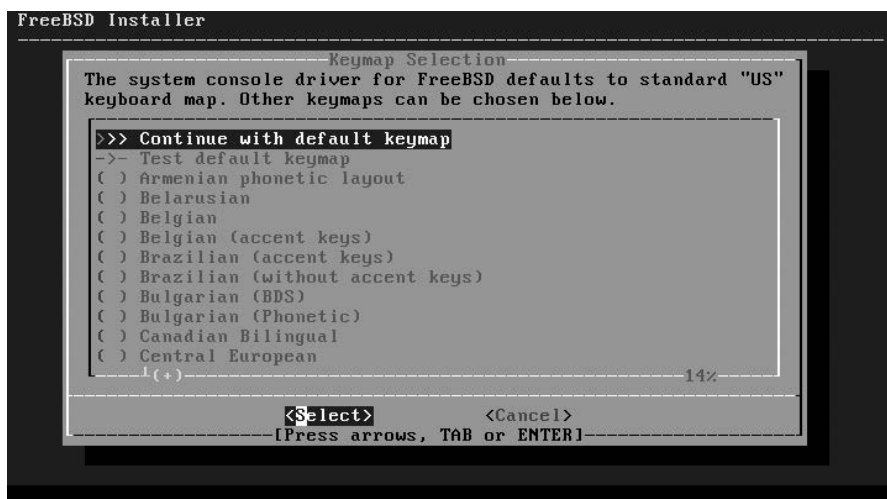 FreeBSD Installer
Keymap Selection
The system console driver for FreeBSD defaults to standard "US"
keyboard map. Other keymaps can be chosen below.
>>> Continue with default keymap
->- Test default keymap
( ) Armenian phonetic layout
( ) Belarusian
( ) Belgian
( ) Belgian (accent keys)
( ) Brazilian (accent keys)
( ) Brazilian (without accent keys)
( ) Bulgarian (BDS)
( ) Bulgarian (Phonetic)
( ) Canadian Bilingual
( ) Central European
(+) 14%
<Select> <Cancel>
[Press arrows, TAB or ENTER]